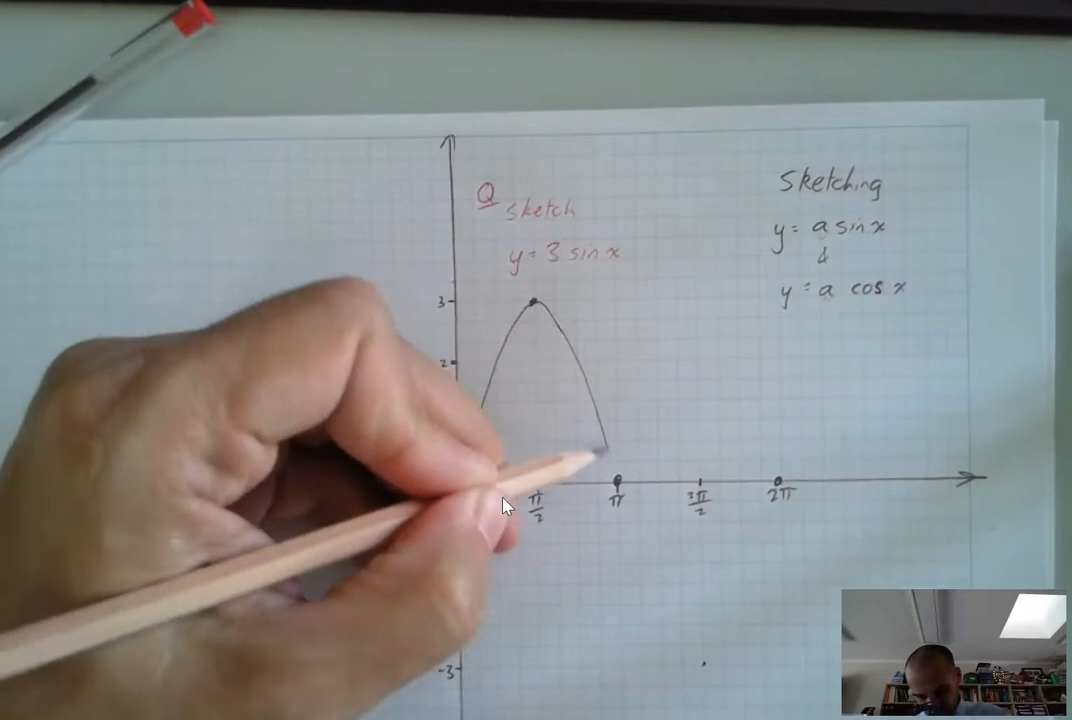 Q sketch
y = 3 sin x
Sketching
y = a sin x
&
y = a cos x
3
2
π/2
π
3π/2
2π
-3